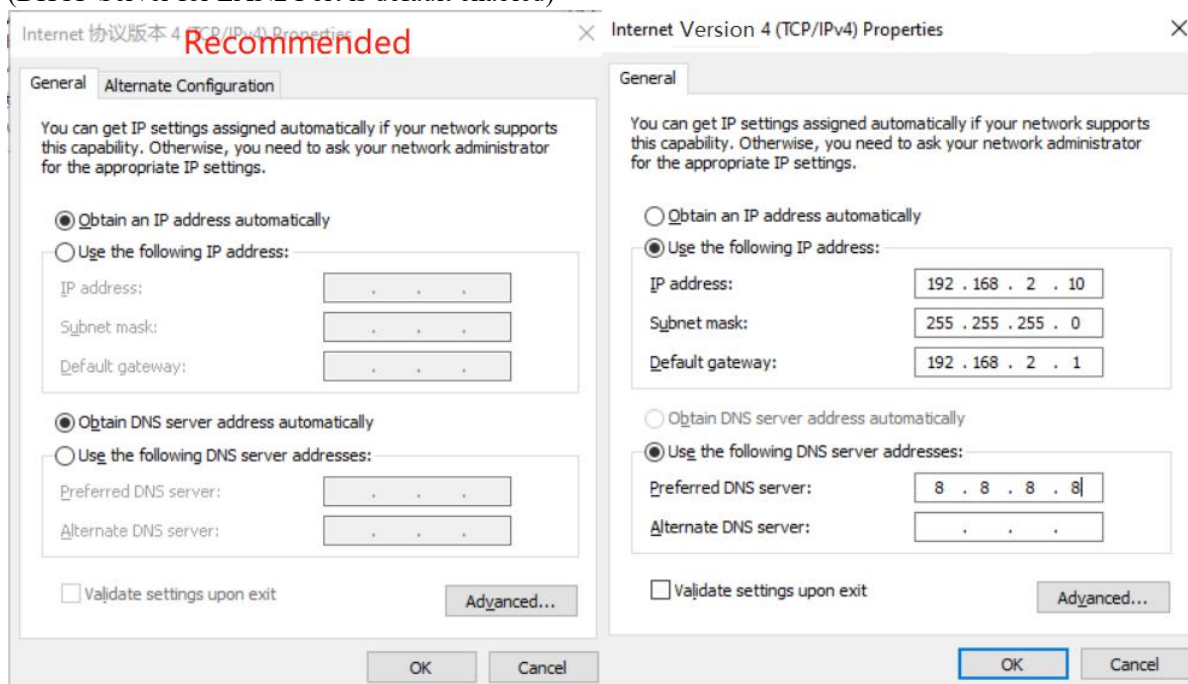 Internet 协议版本 4 (TCP/IPv4) Properties
Recommended
General
Alternate Configuration
You can get IP settings assigned automatically if your network supports
this capability. Otherwise, you need to ask your network administrator
for the appropriate IP settings.
Obtain an IP address automatically
Use the following IP address:
IP address:
. . .
Subnet mask:
. . .
Default gateway:
. . .
Obtain DNS server address automatically
Use the following DNS server addresses:
Preferred DNS server:
. . .
Alternate DNS server:
. . .
Validate settings upon exit
Advanced...
OK
Cancel
Internet Version 4 (TCP/IPv4) Properties
General
You can get IP settings assigned automatically if your network supports
this capability. Otherwise, you need to ask your network administrator
for the appropriate IP settings.
Obtain an IP address automatically
Use the following IP address:
IP address:
192 . 168 . 2 . 10
Subnet mask:
255 . 255 . 255 . 0
Default gateway:
192 . 168 . 2 . 1
Obtain DNS server address automatically
Use the following DNS server addresses:
Preferred DNS server:
8 . 8 . 8 . 8
Alternate DNS server:
. . .
Validate settings upon exit
Advanced...
OK
Cancel